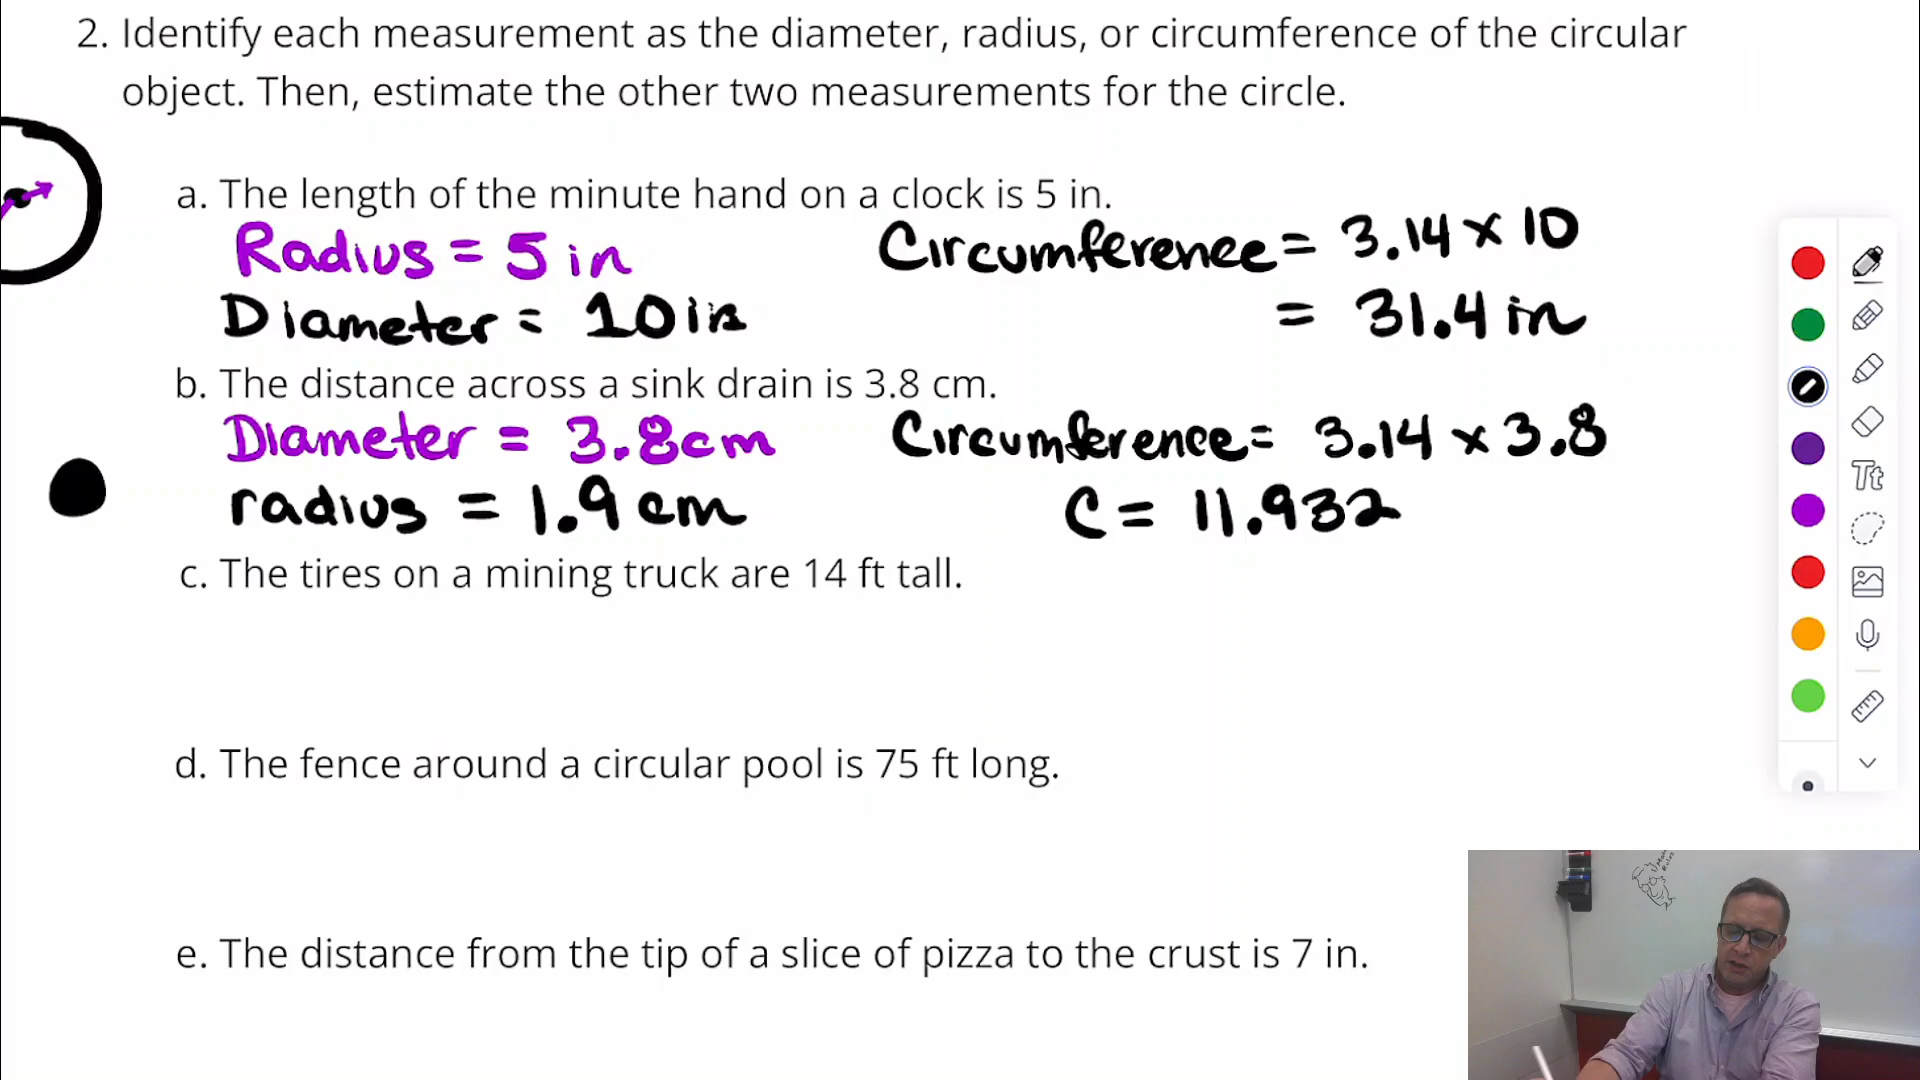 2. Identify each measurement as the diameter, radius, or circumference of the circular
object. Then, estimate the other two measurements for the circle.
a. The length of the minute hand on a clock is 5 in.
Radius = 5 in
Circumference = 3.14 x 10
Diameter = 10 in
= 31.4 in
b. The distance across a sink drain is 3.8 cm.
Diameter = 3.8cm
Circumference = 3.14 x 3.8
radius = 1.9 cm
C = 11.932
c. The tires on a mining truck are 14 ft tall.
d. The fence around a circular pool is 75 ft long.
e. The distance from the tip of a slice of pizza to the crust is 7 in.
Tt